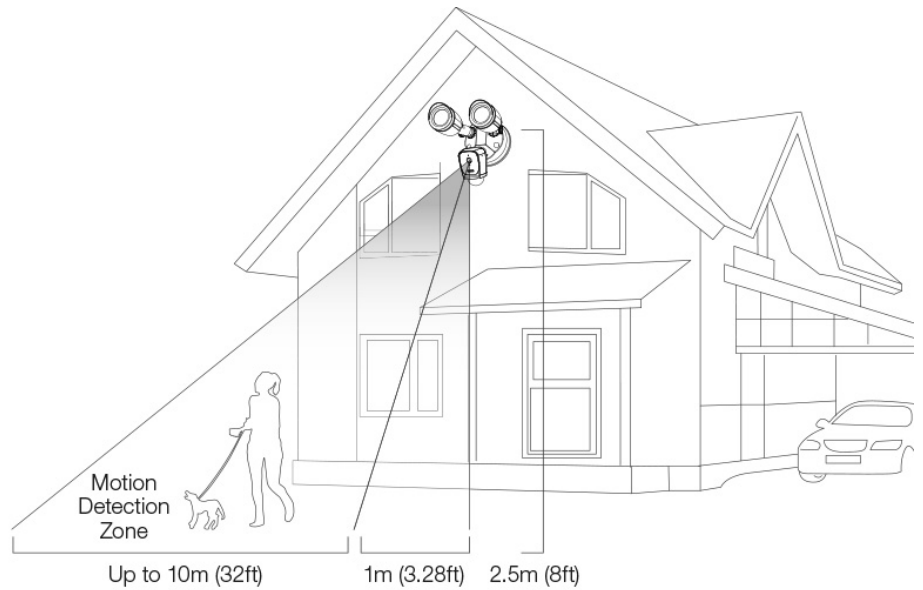 Motion
Detection
Zone
Up to 10m (32ft)
1m (3.28ft)
2.5m (8ft)